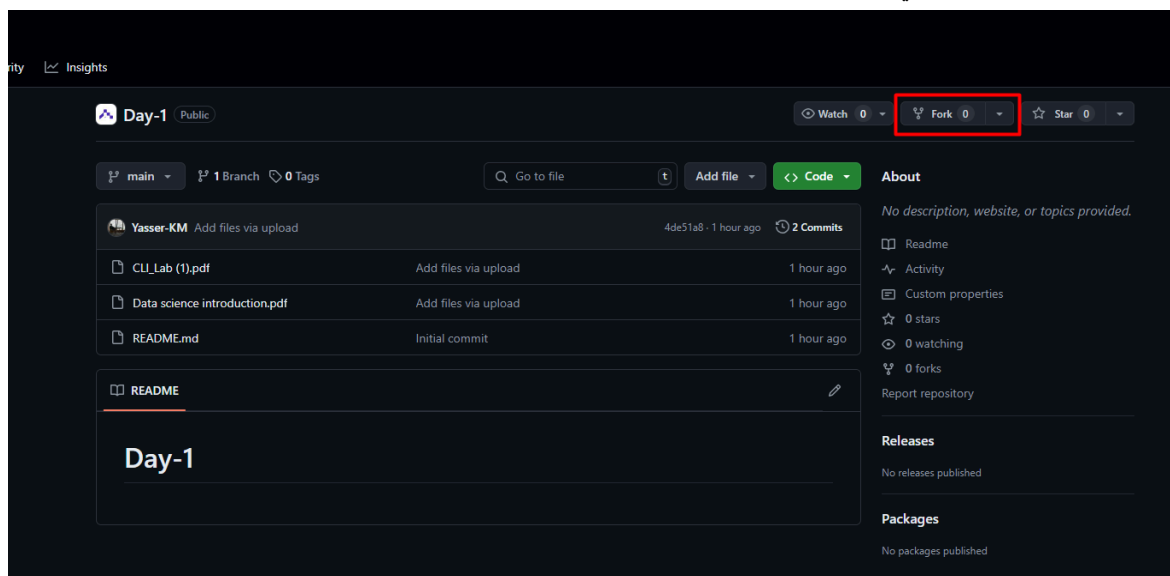 rity Insights
Day-1 Public Watch 0 Fork 0 Star 0
main 1 Branch 0 Tags Go to file t Add file <> Code
Yasser-KM Add files via upload 4de51a8 · 1 hour ago 2 Commits
CLI_Lab (1).pdf Add files via upload 1 hour ago
Data science introduction.pdf Add files via upload 1 hour ago
README.md Initial commit 1 hour ago
README
Day-1
About
No description, website, or topics provided.
Readme
Activity
Custom properties
0 stars
0 watching
0 forks
Report repository
Releases
No releases published
Packages
No packages published